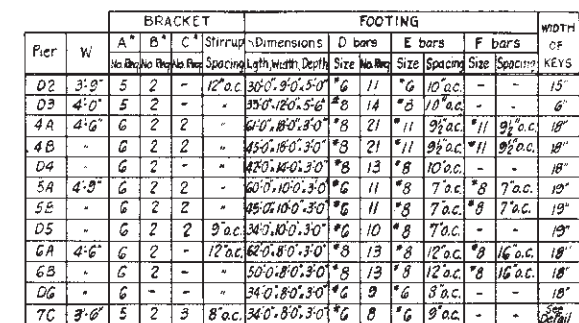 BRACKET FOOTING WIDTH OF KEYS
Pier W A" B" C" Stirrup Dimensions D bars E bars F bars
No. Req No. Req No. Req Spacing Lgth, Width, Depth Size No. Req Size Spacing Size Spacing
D2 3'-9" 5 2 - 12"o.c. 30'-0", 9'-0", 5'-0" #6 11 #6 10"o.c. - - 15"
D3 4'-0" 5 2 - " 35'-0", 12'-0", 5'-6" #8 14 #8 10"o.c. - - "
4A 4'-6" 6 2 2 " 61'-0", 18'-0", 3'-0" #8 21 #11 9½"o.c. #11 9½"o.c. 18"
4B " 6 2 2 " 45'-0", 18'-0", 3'-0" #8 21 #11 9½"o.c. #11 9½"o.c. 18"
D4 " 6 2 - " 42'-0", 14'-0", 3'-0" #8 13 #8 10"o.c. - - 18"
5A 4'-9" 6 2 2 " 60'-0", 10'-0", 3'-0" #6 11 #8 7"o.c. #8 7"o.c. 19"
5B " 6 2 2 " 45'-0", 10'-0", 3'-0" #6 11 #8 7"o.c. #8 7"o.c. 19"
D5 " 6 2 2 9"o.c. 34'-0", 10'-0", 3'-0" #6 10 #8 7"o.c. - - 19"
6A 4'-6" 6 2 - 12"o.c. 62'-0", 8'-0", 3'-0" #8 13 #8 12"o.c. #8 16"o.c. 18"
6B " 6 2 - " 50'-0", 8'-0", 3'-0" #8 13 #8 12"o.c. #8 16"o.c. 18"
D6 " 6 - - " 34'-0", 8'-0", 3'-0" #6 9 #6 8"o.c. - - 18"
7C 3'-6" 5 2 3 8"o.c. 34'-0", 8'-0", 3'-0" #6 8 #6 9"o.c. - - See Detail